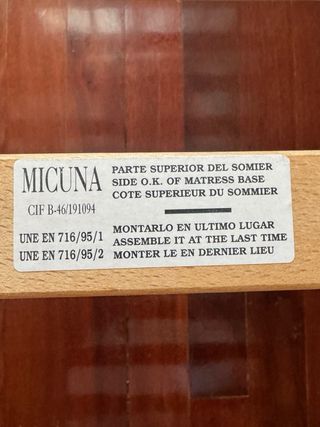 MICUNA
CIF B-46/191094
UNE EN 716/95/1
UNE EN 716/95/2
PARTE SUPERIOR DEL SOMIER
SIDE O.K. OF MATRESS BASE
COTE SUPERIEUR DU SOMMIER
MONTARLO EN ULTIMO LUGAR
ASSEMBLE IT AT THE LAST TIME
MONTER LE EN DERNIER LIEU